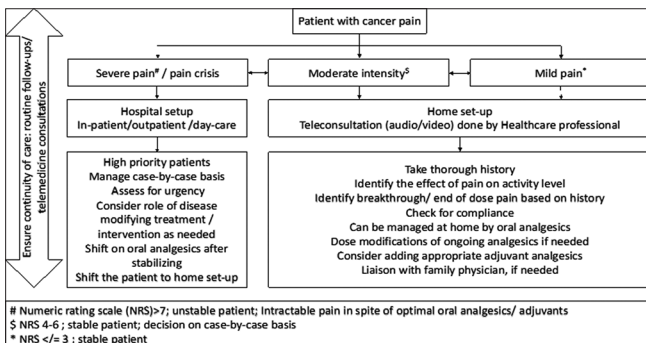 Patient with cancer pain
Ensure continuity of care: routine follow-ups/
telemedicine consultations
Severe pain# / pain crisis
Moderate intensity$
Mild pain*
Hospital setup
In-patient/outpatient /day-care
Home set-up
Teleconsultation (audio/video) done by Healthcare professional
High priority patients
Manage case-by-case basis
Assess for urgency
Consider role of disease
modifying treatment /
intervention as needed
Shift on oral analgesics after
stabilizing
Shift the patient to home set-up
Take thorough history
Identify the effect of pain on activity level
Identify breakthrough/ end of dose pain based on history
Check for compliance
Can be managed at home by oral analgesics
Dose modifications of ongoing analgesics if needed
Consider adding appropriate adjuvant analgesics
Liaison with family physician, if needed
# Numeric rating scale (NRS)>7; unstable patient; Intractable pain in spite of optimal oral analgesics/ adjuvants
$ NRS 4-6 ; stable patient; decision on case-by-case basis
* NRS </= 3 ; stable patient